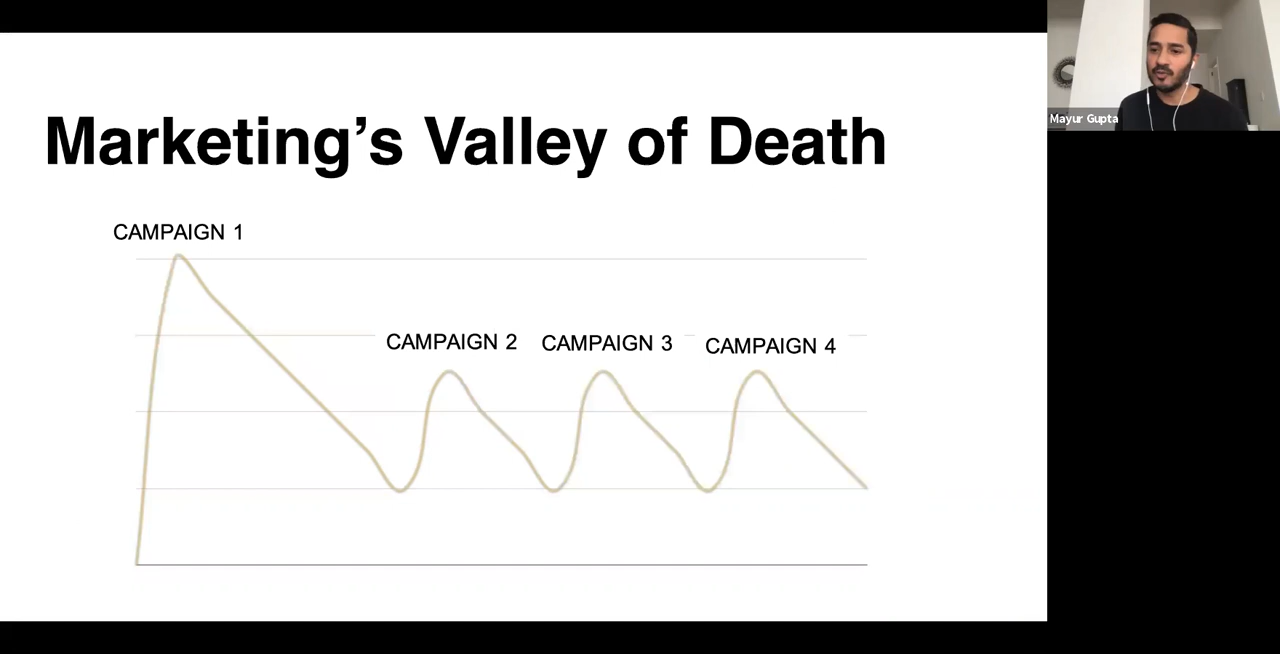 Marketing’s Valley of Death
CAMPAIGN 1
CAMPAIGN 2
CAMPAIGN 3
CAMPAIGN 4
Mayur Gupta